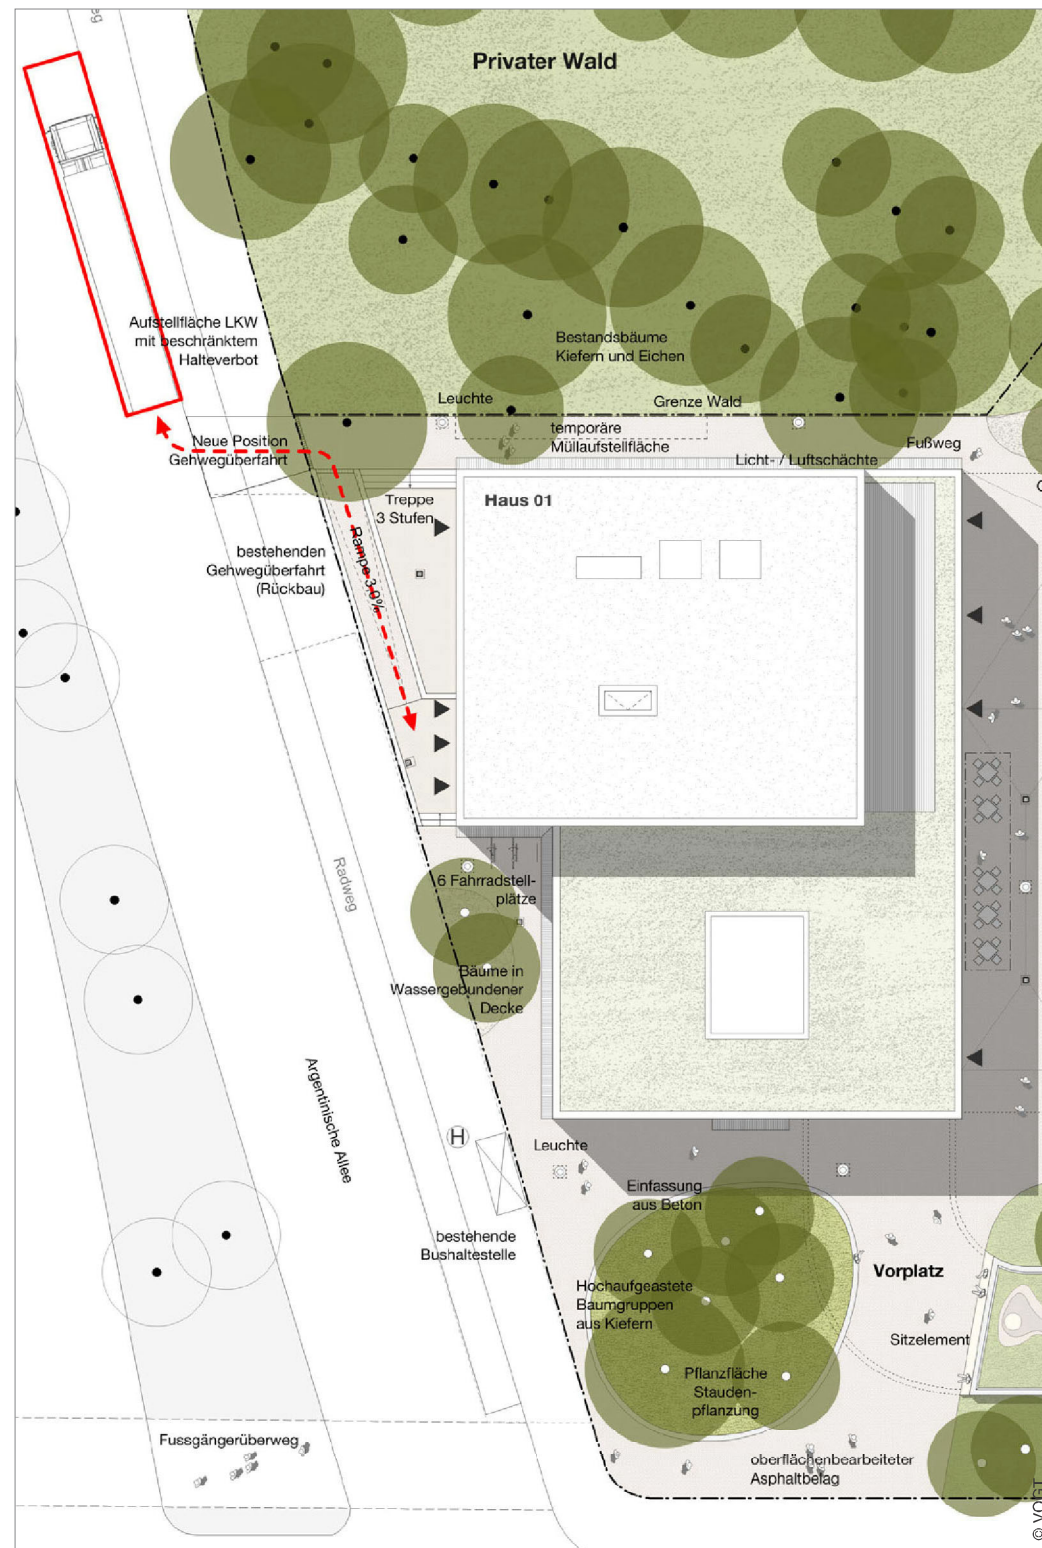 eg
Privater Wald
Aufstellfläche LKW
mit beschränktem
Halteverbot
Bestandsbäume
Kiefern und Eichen
Leuchte
Grenze Wald
temporäre
Müllaufstellfläche
Neue Position
Gehwegüberfahrt
Fußweg
Licht- / Luftschächte
Treppe
3 Stufen
Haus 01
Rampe 3.0%
bestehenden
Gehwegüberfahrt
(Rückbau)
Radweg
6 Fahrradstell-
plätze
Bäume in
Wassergebundener
Decke
Argentinische Allee
H
Leuchte
bestehende
Bushaltestelle
Einfassung
aus Beton
Hochaufgeastete
Baumgruppen
aus Kiefern
Vorplatz
Sitzelement
Pflanzfläche
Stauden-
pflanzung
Fussgängerüberweg
oberflächenbearbeiteter
Asphaltbelag
© VOGT